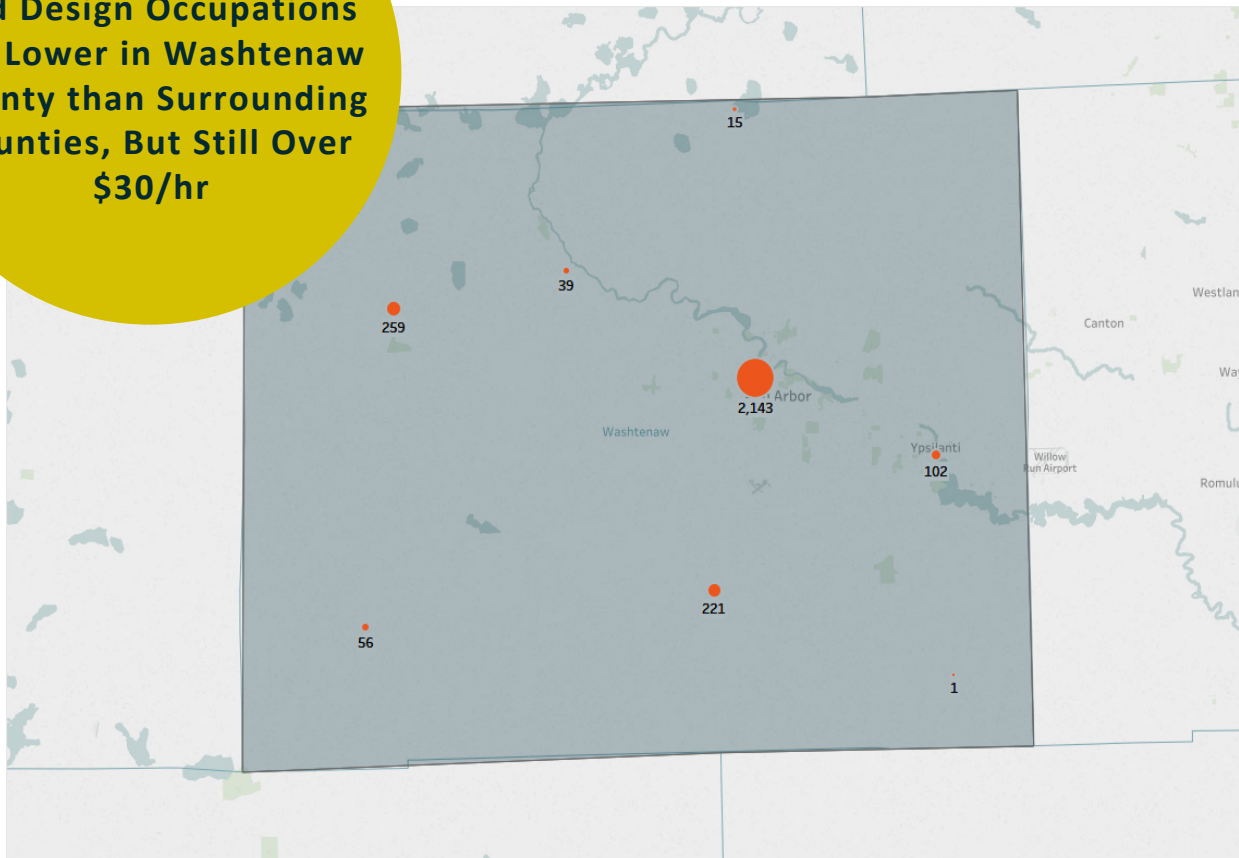 d Design Occupations
Lower in Washtenaw
nty than Surrounding
unties, But Still Over
$30/hr
15
39
259
Westlan
Canton
Way
2,143
Arbor
Washtenaw
Ypsilanti
102
Willow
Run Airport
Romulu
221
56
1